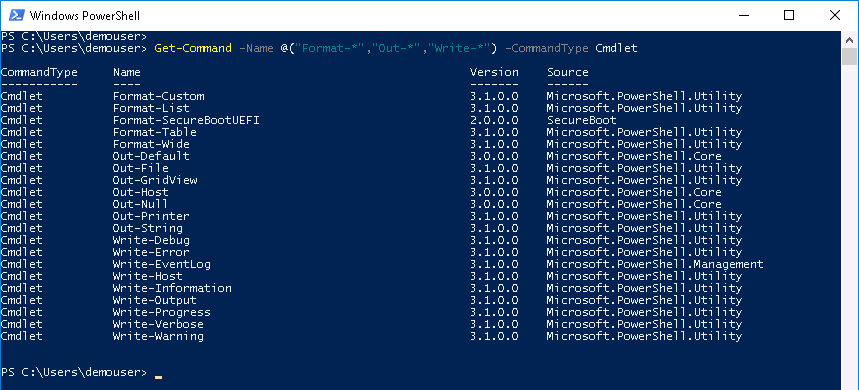 Windows PowerShell
PS C:\Users\demouser>
PS C:\Users\demouser> Get-Command -Name @("Format-*","Out-*","Write-*") -CommandType Cmdlet
CommandType Name Version Source
----------- ---- ------- ------
Cmdlet Format-Custom 3.1.0.0 Microsoft.PowerShell.Utility
Cmdlet Format-List 3.1.0.0 Microsoft.PowerShell.Utility
Cmdlet Format-SecureBootUEFI 2.0.0.0 SecureBoot
Cmdlet Format-Table 3.1.0.0 Microsoft.PowerShell.Utility
Cmdlet Format-Wide 3.1.0.0 Microsoft.PowerShell.Utility
Cmdlet Out-Default 3.0.0.0 Microsoft.PowerShell.Core
Cmdlet Out-File 3.1.0.0 Microsoft.PowerShell.Utility
Cmdlet Out-GridView 3.1.0.0 Microsoft.PowerShell.Utility
Cmdlet Out-Host 3.0.0.0 Microsoft.PowerShell.Core
Cmdlet Out-Null 3.0.0.0 Microsoft.PowerShell.Core
Cmdlet Out-Printer 3.1.0.0 Microsoft.PowerShell.Utility
Cmdlet Out-String 3.1.0.0 Microsoft.PowerShell.Utility
Cmdlet Write-Debug 3.1.0.0 Microsoft.PowerShell.Utility
Cmdlet Write-Error 3.1.0.0 Microsoft.PowerShell.Utility
Cmdlet Write-EventLog 3.1.0.0 Microsoft.PowerShell.Management
Cmdlet Write-Host 3.1.0.0 Microsoft.PowerShell.Utility
Cmdlet Write-Information 3.1.0.0 Microsoft.PowerShell.Utility
Cmdlet Write-Output 3.1.0.0 Microsoft.PowerShell.Utility
Cmdlet Write-Progress 3.1.0.0 Microsoft.PowerShell.Utility
Cmdlet Write-Verbose 3.1.0.0 Microsoft.PowerShell.Utility
Cmdlet Write-Warning 3.1.0.0 Microsoft.PowerShell.Utility
PS C:\Users\demouser> _